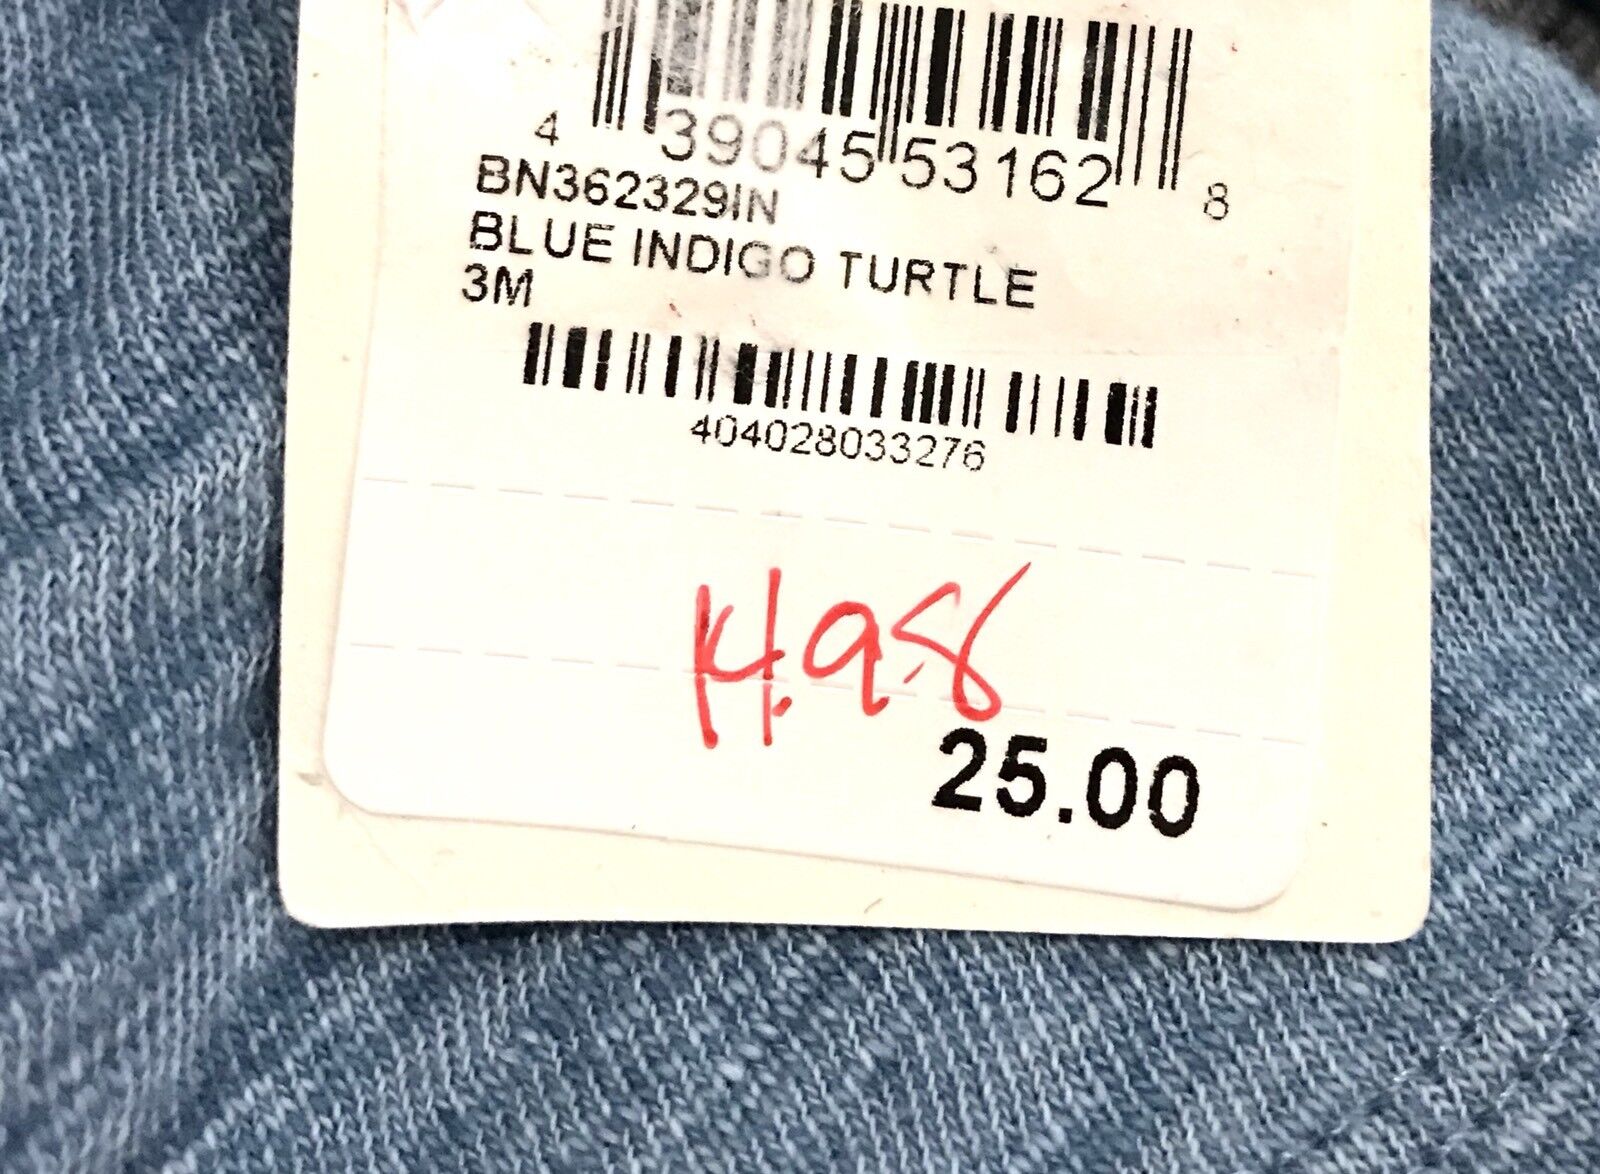 4 39045 53162 8
BN362329IN
BLUE INDIGO TURTLE
3M
404028033276
14.98
25.00